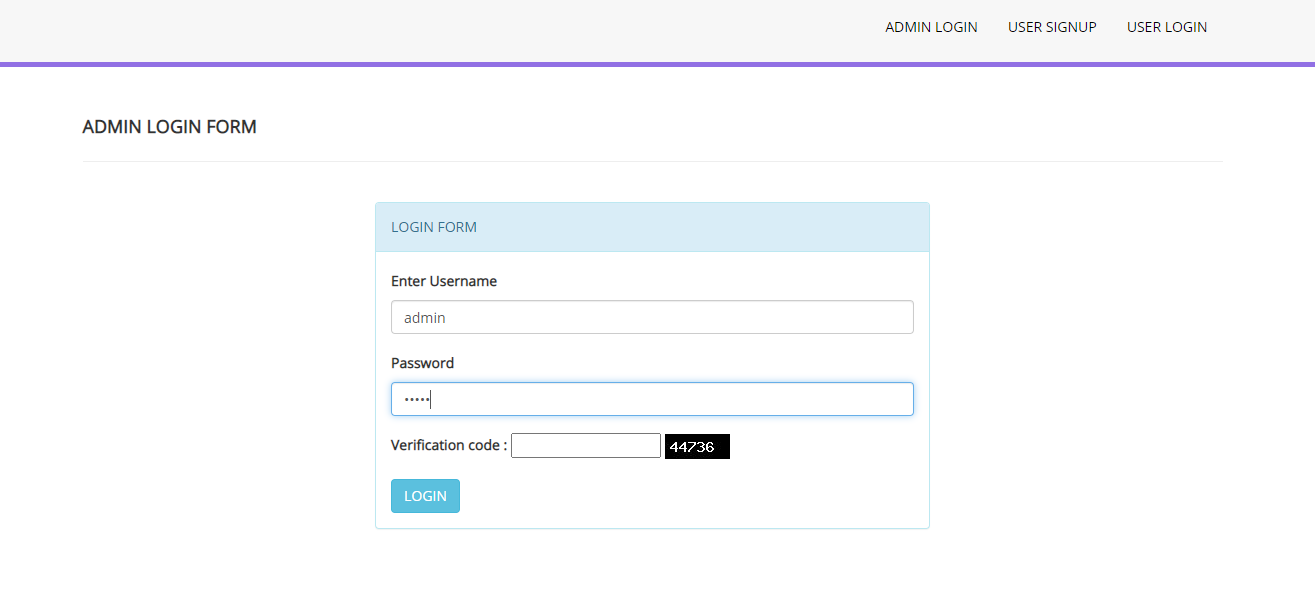 ADMIN LOGIN USER SIGNUP USER LOGIN
ADMIN LOGIN FORM
LOGIN FORM
Enter Username
admin
Password
•••••
Verification code : 44736
LOGIN